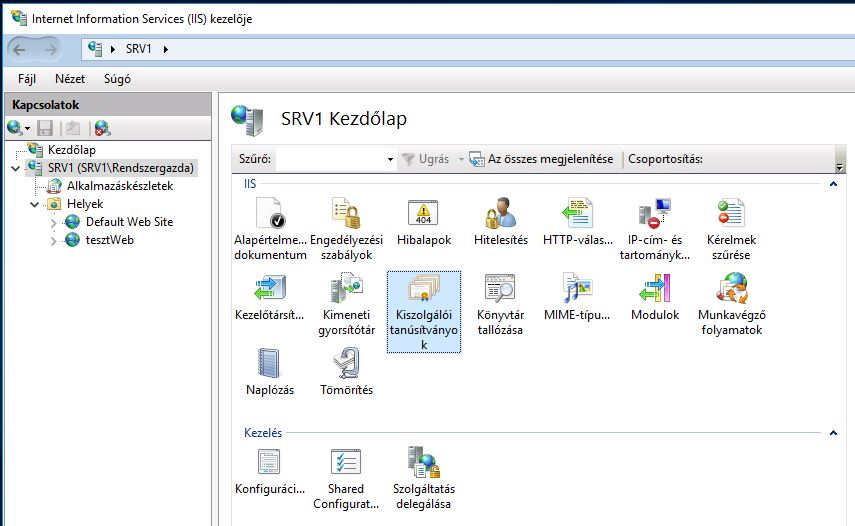 Internet Information Services (IIS) kezelője
SRV1
Fájl Nézet Súgó
Kapcsolatok
Kezdőlap
SRV1 (SRV1\Rendszergazda)
Alkalmazáskészletek
Helyek
Default Web Site
tesztWeb
SRV1 Kezdőlap
Szűrő: Ugrás Az összes megjelenítése Csoportosítás:
IIS
Alapértelme... Engedélyezési Hibalapok Hitelesítés HTTP-válas... IP-cím- és Kérelmek
dokumentum szabályok tartományk... szűrése
404
Kezelőtársít... Kimeneti Kiszolgálói Könyvtár MIME-típu... Modulok Munkavégző
gyorsítótár tanúsítványo tallózása folyamatok
k
Naplózás Tömörítés
Kezelés
Konfiguráci... Shared Szolgáltatás
Configurat... delegálása